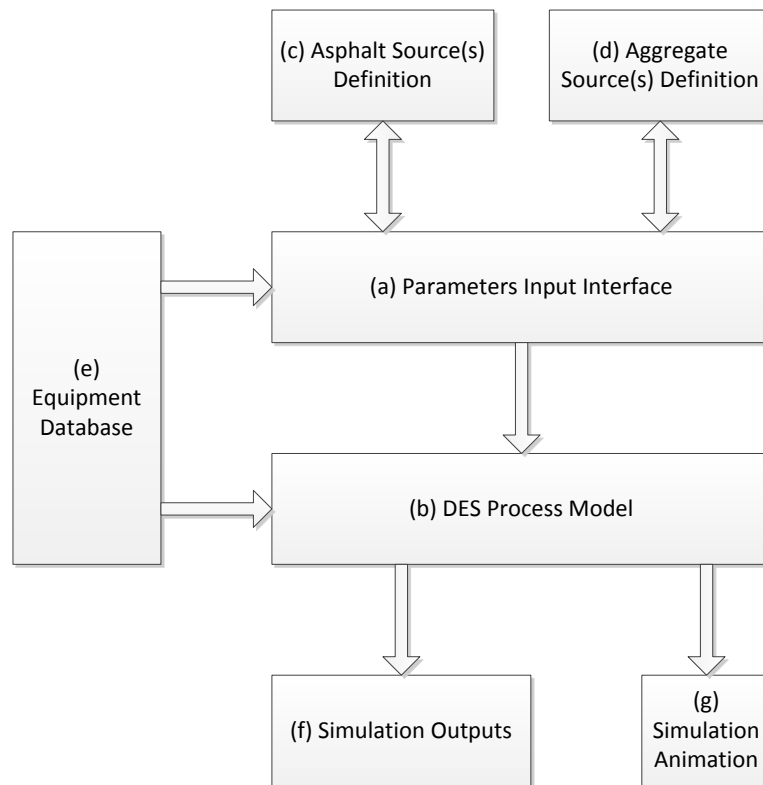 (c) Asphalt Source(s)
Definition
(d) Aggregate
Source(s) Definition
(a) Parameters Input Interface
(e)
Equipment
Database
(b) DES Process Model
(f) Simulation Outputs
(g)
Simulation
Animation